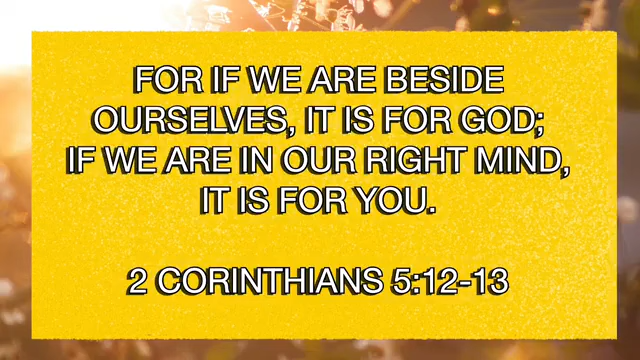 FOR IF WE ARE BESIDE
OURSELVES, IT IS FOR GOD;
IF WE ARE IN OUR RIGHT MIND,
IT IS FOR YOU.
2 CORINTHIANS 5:12-13